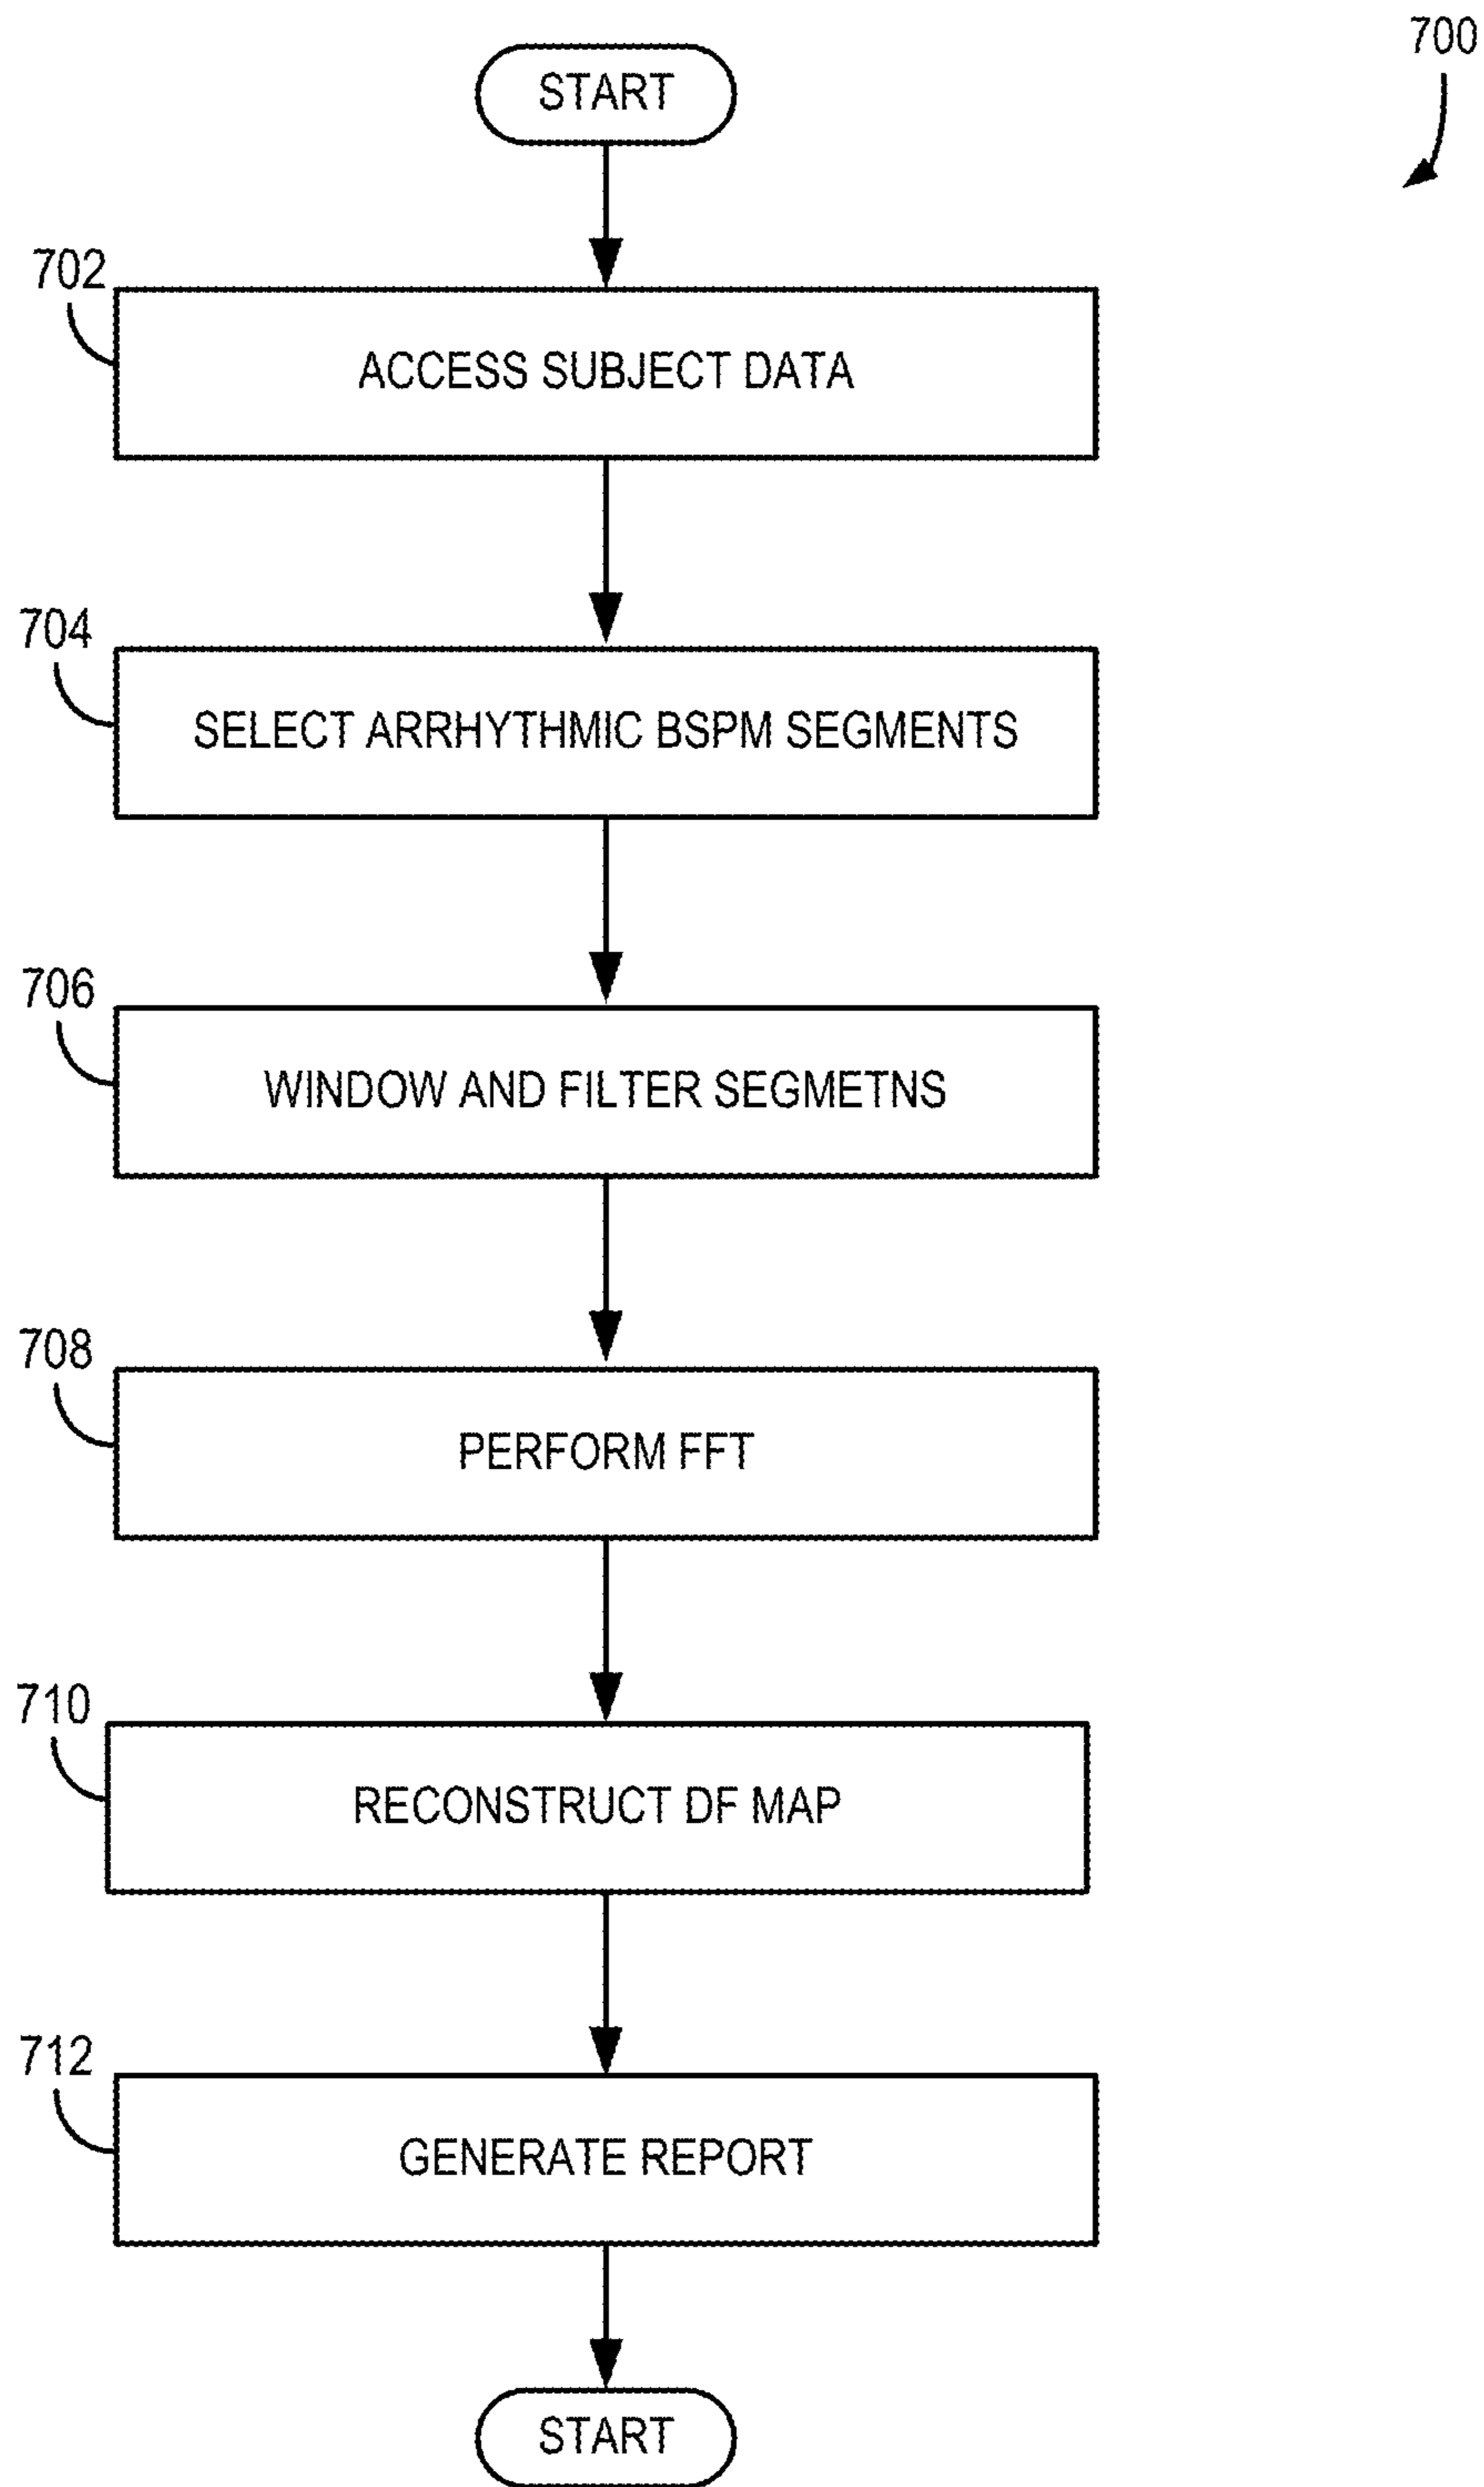 700
START
702
ACCESS SUBJECT DATA
704
SELECT ARRHYTHMIC BSPM SEGMENTS
706
WINDOW AND FILTER SEGMETNS
708
PERFORM FFT
710
RECONSTRUCT DF MAP
712
GENERATE REPORT
START